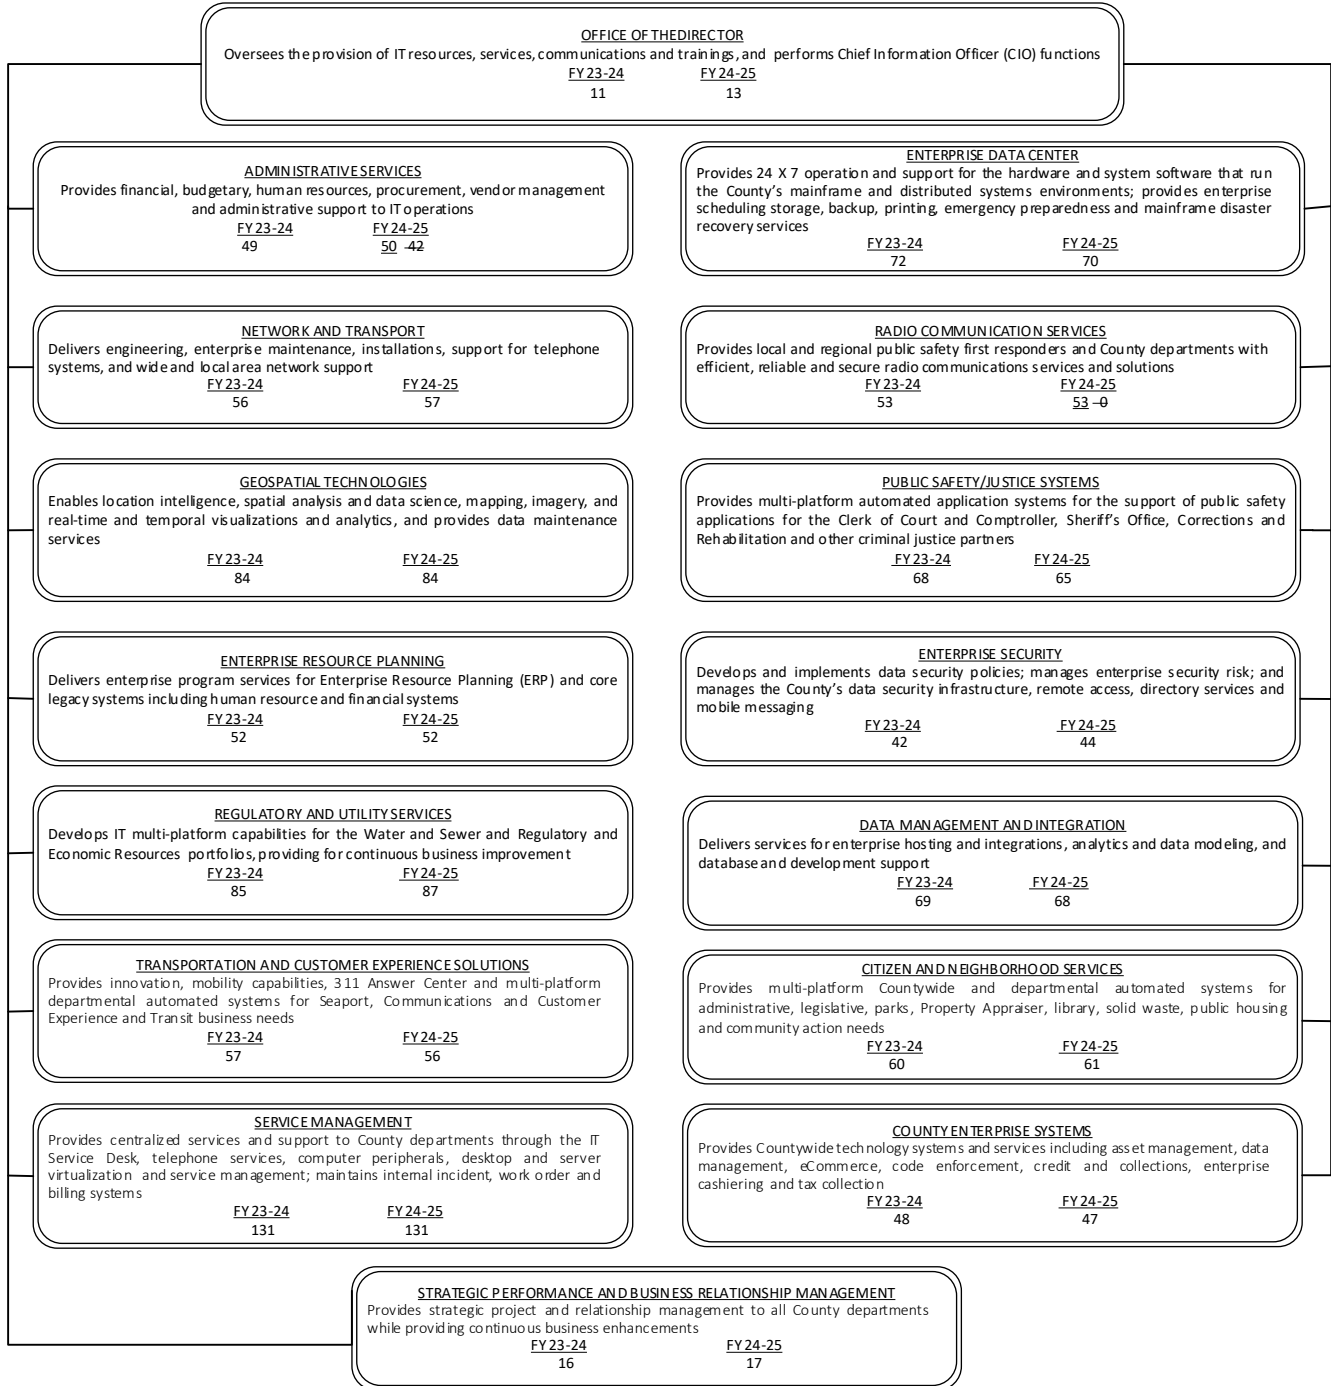 OFFICE OF THE DIRECTOR
Oversees the provision of IT resources, services, communications and trainings, and performs Chief Information Officer (CIO) functions
FY 23-24 FY 24-25
11 13
ADMINISTRATIVE SERVICES
Provides financial, budgetary, human resources, procurement, vendor management
and administrative support to IT operations
FY 23-24 FY 24-25
49 50 42
ENTERPRISE DATA CENTER
Provides 24 X 7 operation and support for the hardware and system software that run
the County's mainframe and distributed systems environments; provides enterprise
scheduling storage, backup, printing, emergency preparedness and mainframe disaster
recovery services
FY 23-24 FY 24-25
72 70
NETWORK AND TRANSPORT
Delivers engineering, enterprise maintenance, installations, support for telephone
systems, and wide and local area network support
FY 23-24 FY 24-25
56 57
RADIO COMMUNICATION SERVICES
Provides local and regional public safety first responders and County departments with
efficient, reliable and secure radio communications services and solutions
FY 23-24 FY 24-25
53 53 0
GEOSPATIAL TECHNOLOGIES
Enables location intelligence, spatial analysis and data science, mapping, imagery, and
real-time and temporal visualizations and analytics, and provides data maintenance
services
FY 23-24 FY 24-25
84 84
PUBLIC SAFETY/JUSTICE SYSTEMS
Provides multi-platform automated application systems for the support of public safety
applications for the Clerk of Court and Comptroller, Sheriff's Office, Corrections and
Rehabilitation and other criminal justice partners
FY 23-24 FY 24-25
68 65
ENTERPRISE RESOURCE PLANNING
Delivers enterprise program services for Enterprise Resource Planning (ERP) and core
legacy systems including human resource and financial systems
FY 23-24 FY 24-25
52 52
ENTERPRISE SECURITY
Develops and implements data security policies; manages enterprise security risk; and
manages the County's data security infrastructure, remote access, directory services and
mobile messaging
FY 23-24 FY 24-25
42 44
REGULATORY AND UTILITY SERVICES
Develops IT multi-platform capabilities for the Water and Sewer and Regulatory and
Economic Resources portfolios, providing for continuous business improvement
FY 23-24 FY 24-25
85 87
DATA MANAGEMENT AND INTEGRATION
Delivers services for enterprise hosting and integrations, analytics and data modeling, and
database and development support
FY 23-24 FY 24-25
69 68
TRANSPORTATION AND CUSTOMER EXPERIENCE SOLUTIONS
Provides innovation, mobility capabilities, 311 Answer Center and multi-platform
departmental automated systems for Seaport, Communications and Customer
Experience and Transit business needs
FY 23-24 FY 24-25
57 56
CITIZEN AND NEIGHBORHOOD SERVICES
Provides multi-platform Countywide and departmental automated systems for
administrative, legislative, parks, Property Appraiser, library, solid waste, public housing
and community action needs
FY 23-24 FY 24-25
60 61
SERVICE MANAGEMENT
Provides centralized services and support to County departments through the IT
Service Desk, telephone services, computer peripherals, desktop and server
virtualization and service management; maintains internal incident, work order and
billing systems
FY 23-24 FY 24-25
131 131
COUNTY ENTERPRISE SYSTEMS
Provides Countywide technology systems and services including asset management, data
management, eCommerce, code enforcement, credit and collections, enterprise
cashiering and tax collection
FY 23-24 FY 24-25
48 47
STRATEGIC PERFORMANCE AND BUSINESS RELATIONSHIP MANAGEMENT
Provides strategic project and relationship management to all County departments
while providing continuous business enhancements
FY 23-24 FY 24-25
16 17